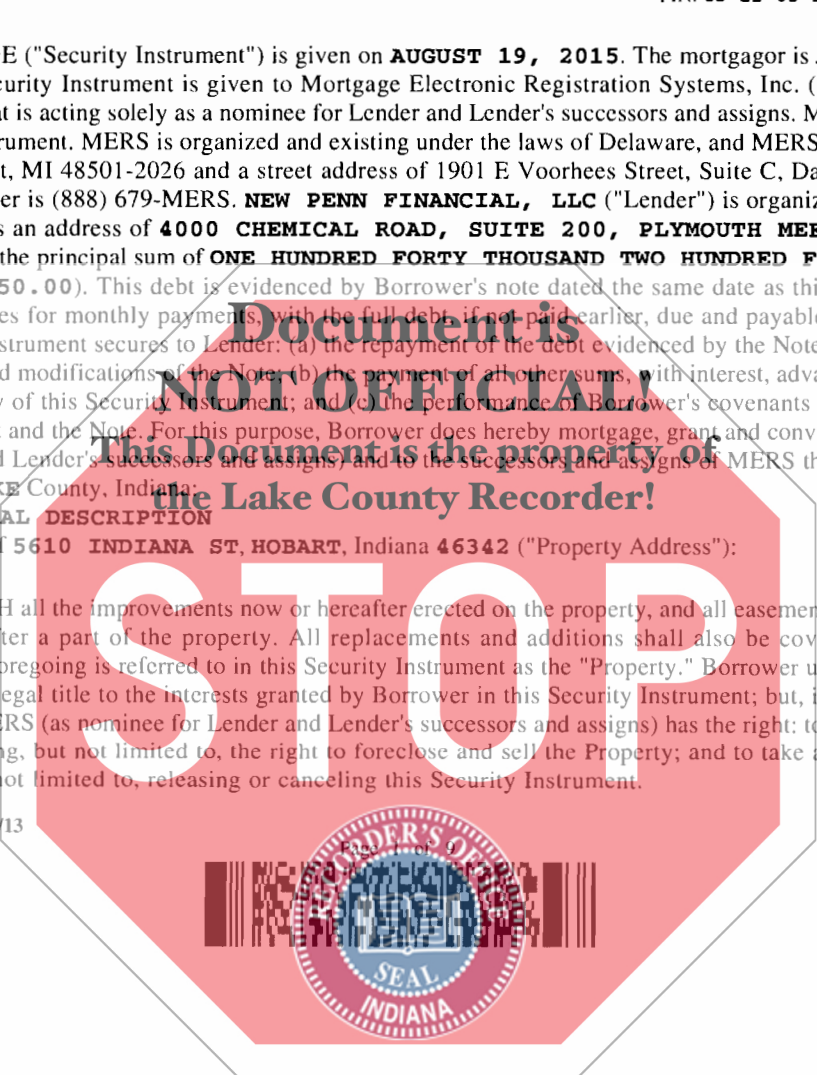 E ("Security Instrument") is given on AUGUST 19, 2015. The mortgagor is
curity Instrument is given to Mortgage Electronic Registration Systems, Inc. (
t is acting solely as a nominee for Lender and Lender's successors and assigns. M
rument. MERS is organized and existing under the laws of Delaware, and MERS
t, MI 48501-2026 and a street address of 1901 E Voorhees Street, Suite C, Da
er is (888) 679-MERS. NEW PENN FINANCIAL, LLC ("Lender") is organiz
s an address of 4000 CHEMICAL ROAD, SUITE 200, PLYMOUTH MEE
the principal sum of ONE HUNDRED FORTY THOUSAND TWO HUNDRED F
50.00). This debt is evidenced by Borrower's note dated the same date as thi
es for monthly payments, with the full debt, if not paid earlier, due and payabl
Document is
strument secures to Lender: (a) the repayment of the debt evidenced by the Note
d modifications of the Note; (b) the payment of all other sums, with interest, adva
NOT OFFICIAL!
y of this Security Instrument; and (c) the performance of Borrower's covenants
and the Note. For this purpose, Borrower does hereby mortgage, grant and conv
This Document is the property of
d Lender's successors and assigns) and to the successors and assigns of MERS th
KE County, Indiana:
the Lake County Recorder!
AL DESCRIPTION
f 5610 INDIANA ST, HOBART, Indiana 46342 ("Property Address"):
STOP
H all the improvements now or hereafter erected on the property, and all easemen
ter a part of the property. All replacements and additions shall also be cov
oregoing is referred to in this Security Instrument as the "Property." Borrower u
egal title to the interests granted by Borrower in this Security Instrument; but, i
ERS (as nominee for Lender and Lender's successors and assigns) has the right: to
ng, but not limited to, the right to foreclose and sell the Property; and to take a
not limited to, releasing or canceling this Security Instrument.
/13
Page 1 of 9
RECORDER'S OFFICE
SEAL
INDIANA